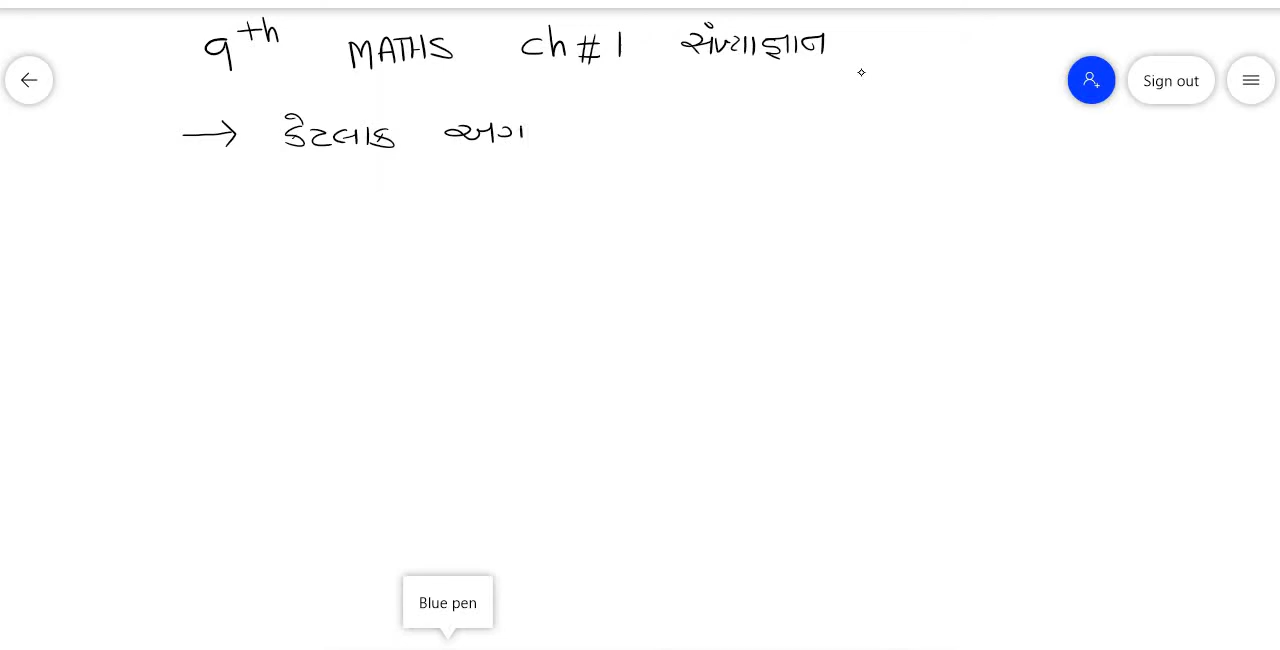 9th MATHS ch # 1 સંખ્યાજ્ઞાન
Sign out
→ કેટલાક અગ
Blue pen